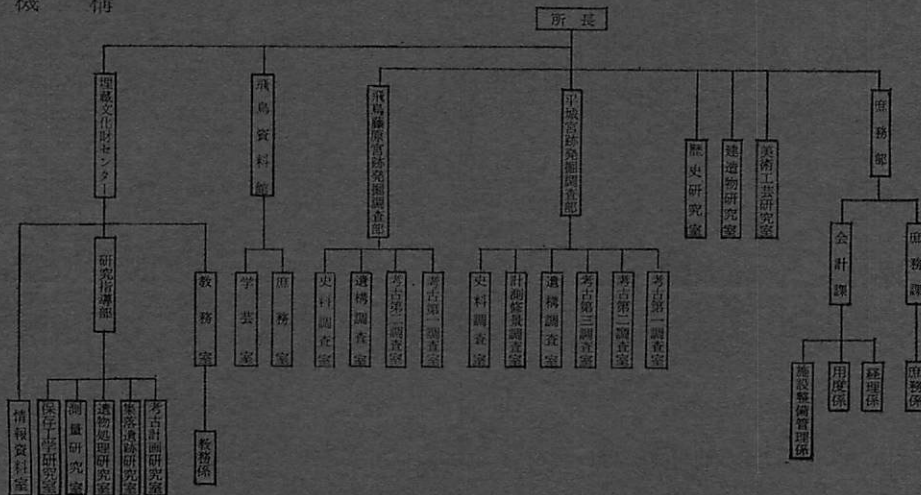 機構
所長
庶務部
庶務課
庶務係
会計課
経理係
用度係
施設整備管理係
美術工芸研究室
建造物研究室
歴史研究室
平城宮跡発掘調査部
考古第一調査室
考古第二調査室
考古第三調査室
遺構調査室
計測修景調査室
史料調査室
飛鳥藤原宮跡発掘調査部
考古第一調査室
考古第二調査室
遺構調査室
史料調査室
飛鳥資料館
庶務室
学芸室
埋蔵文化財センター
教務室
教務係
研究指導部
考古計画研究室
集落遺跡研究室
遺物処理研究室
測量研究室
保存工学研究室
情報資料室